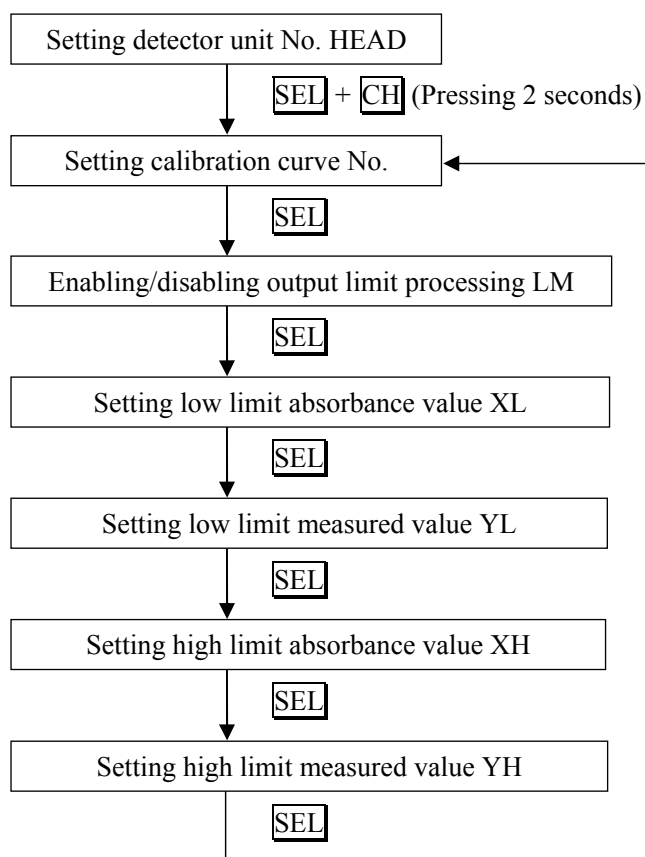 Setting detector unit No. HEAD
SEL + CH (Pressing 2 seconds)
Setting calibration curve No.
SEL
Enabling/disabling output limit processing LM
SEL
Setting low limit absorbance value XL
SEL
Setting low limit measured value YL
SEL
Setting high limit absorbance value XH
SEL
Setting high limit measured value YH
SEL